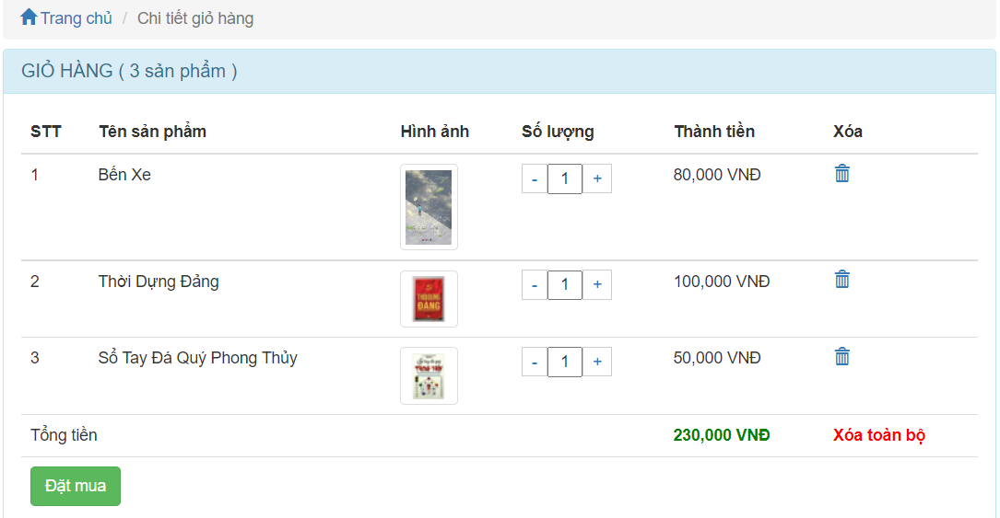 Trang chủ / Chi tiết giỏ hàng
GIỎ HÀNG ( 3 sản phẩm )
STT Tên sản phẩm Hình ảnh Số lượng Thành tiền Xóa
1 Bến Xe - 1 + 80,000 VNĐ
2 Thời Dựng Đảng - 1 + 100,000 VNĐ
THỜI DỰNG
ĐẢNG
3 Sổ Tay Đá Quý Phong Thủy - 1 + 50,000 VNĐ
Tổng tiền 230,000 VNĐ Xóa toàn bộ
Đặt mua